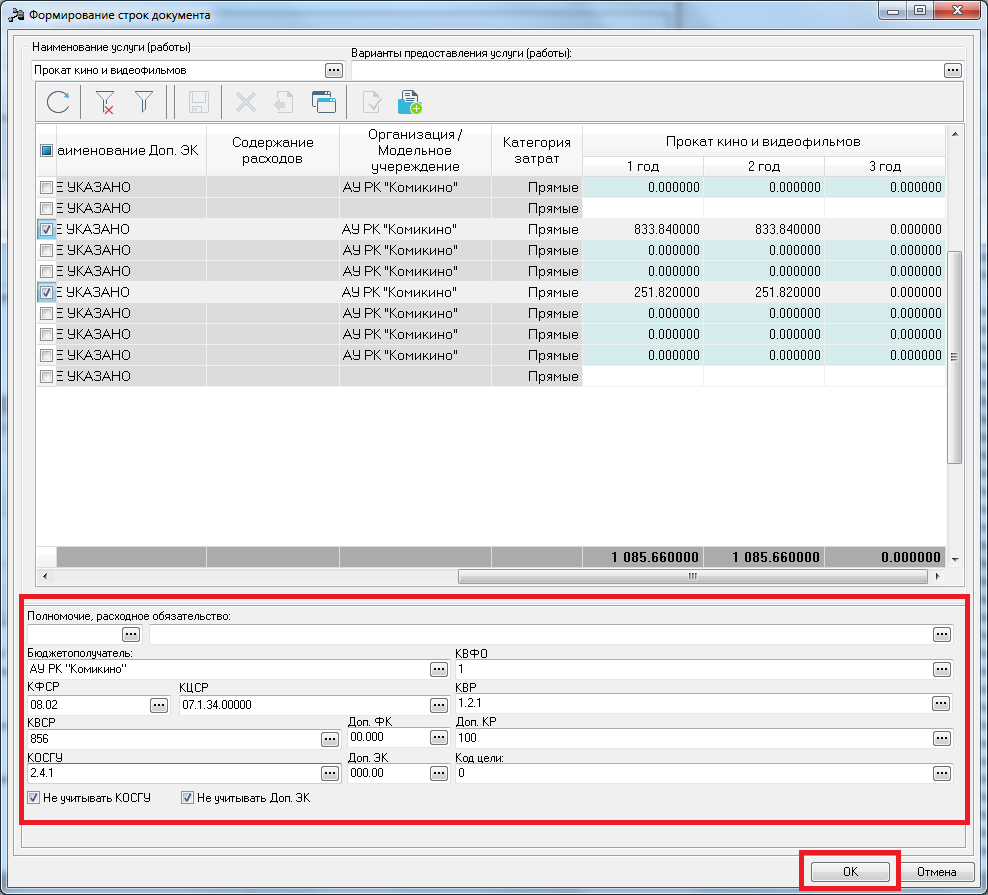 Формирование строк документа
Наименование услуги (работы)
Варианты предоставления услуги (работы):
Прокат кино и видеофильмов
аименование Доп. ЭК
Содержание расходов
Организация / Модельное учереждение
Категория затрат
Прокат кино и видеофильмов
1 год 2 год 3 год
Е УКАЗАНО АУ РК "Комикино" Прямые 0.000000 0.000000 0.000000
Е УКАЗАНО Прямые
Е УКАЗАНО АУ РК "Комикино" Прямые 833.840000 833.840000 0.000000
Е УКАЗАНО АУ РК "Комикино" Прямые 0.000000 0.000000 0.000000
Е УКАЗАНО АУ РК "Комикино" Прямые 0.000000 0.000000 0.000000
Е УКАЗАНО АУ РК "Комикино" Прямые 251.820000 251.820000 0.000000
Е УКАЗАНО АУ РК "Комикино" Прямые 0.000000 0.000000 0.000000
Е УКАЗАНО АУ РК "Комикино" Прямые 0.000000 0.000000 0.000000
Е УКАЗАНО АУ РК "Комикино" Прямые 0.000000 0.000000 0.000000
Е УКАЗАНО Прямые
1 085.660000 1 085.660000 0.000000
Полномочие, расходное обязательство:
Бюджетополучатель: КВФО
АУ РК "Комикино" 1
КФСР КЦСР КВР
08.02 07.1.34.00000 1.2.1
КВСР Доп. ФК Доп. КР
856 00.000 100
КОСГУ Доп. ЭК Код цели:
2.4.1 000.00 0
Не учитывать КОСГУ Не учитывать Доп. ЭК
ОК Отмена